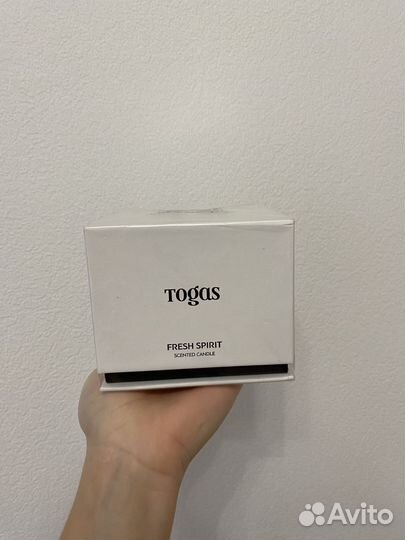 Togas
FRESH SPIRIT
SCENTED CANDLE
Avito